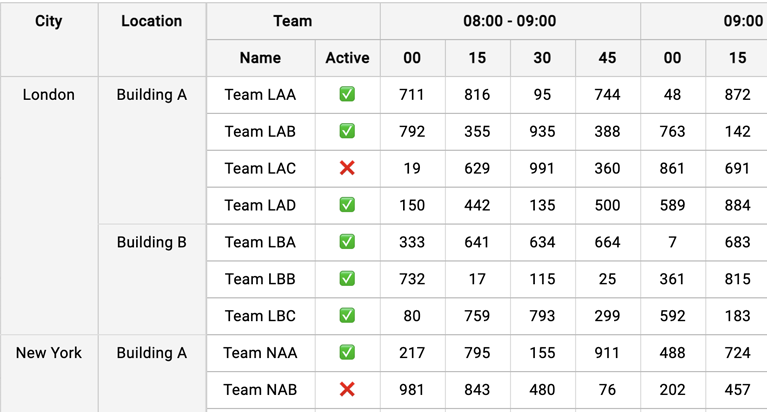 City Location Team 08:00 - 09:00 09:00
Name Active 00 15 30 45 00 15
London Building A Team LAA ✅ 711 816 95 744 48 872
Team LAB ✅ 792 355 935 388 763 142
Team LAC ❌ 19 629 991 360 861 691
Team LAD ✅ 150 442 135 500 589 884
Building B Team LBA ✅ 333 641 634 664 7 683
Team LBB ✅ 732 17 115 25 361 815
Team LBC ✅ 80 759 793 299 592 183
New York Building A Team NAA ✅ 217 795 155 911 488 724
Team NAB ❌ 981 843 480 76 202 457